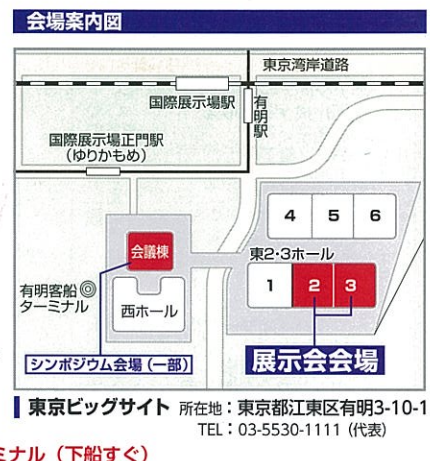 会場案内図
東京湾岸道路
国際展示場駅
有明駅
国際展示場正門駅
(ゆりかもめ)
4 5 6
会議棟
東2・3ホール
1 2 3
有明客船
ターミナル
西ホール
シンポジウム会場(一部)
展示会会場
東京ビッグサイト 所在地:東京都江東区有明3-10-1
TEL:03-5530-1111(代表)
ミナル(下船すぐ)